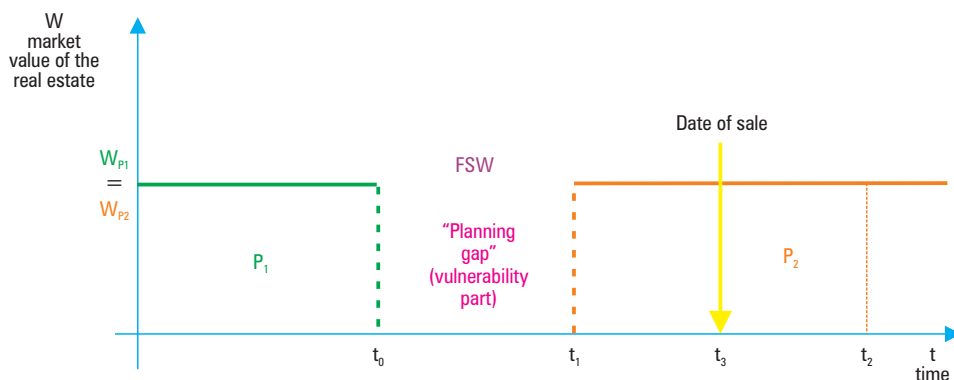 W
market
value of the
real estate
Date of sale
W_P1
=
W_P2
FSW
“Planning
gap”
(vulnerability
part)
P_1
P_2
t_0
t_1
t_3
t_2
t
time